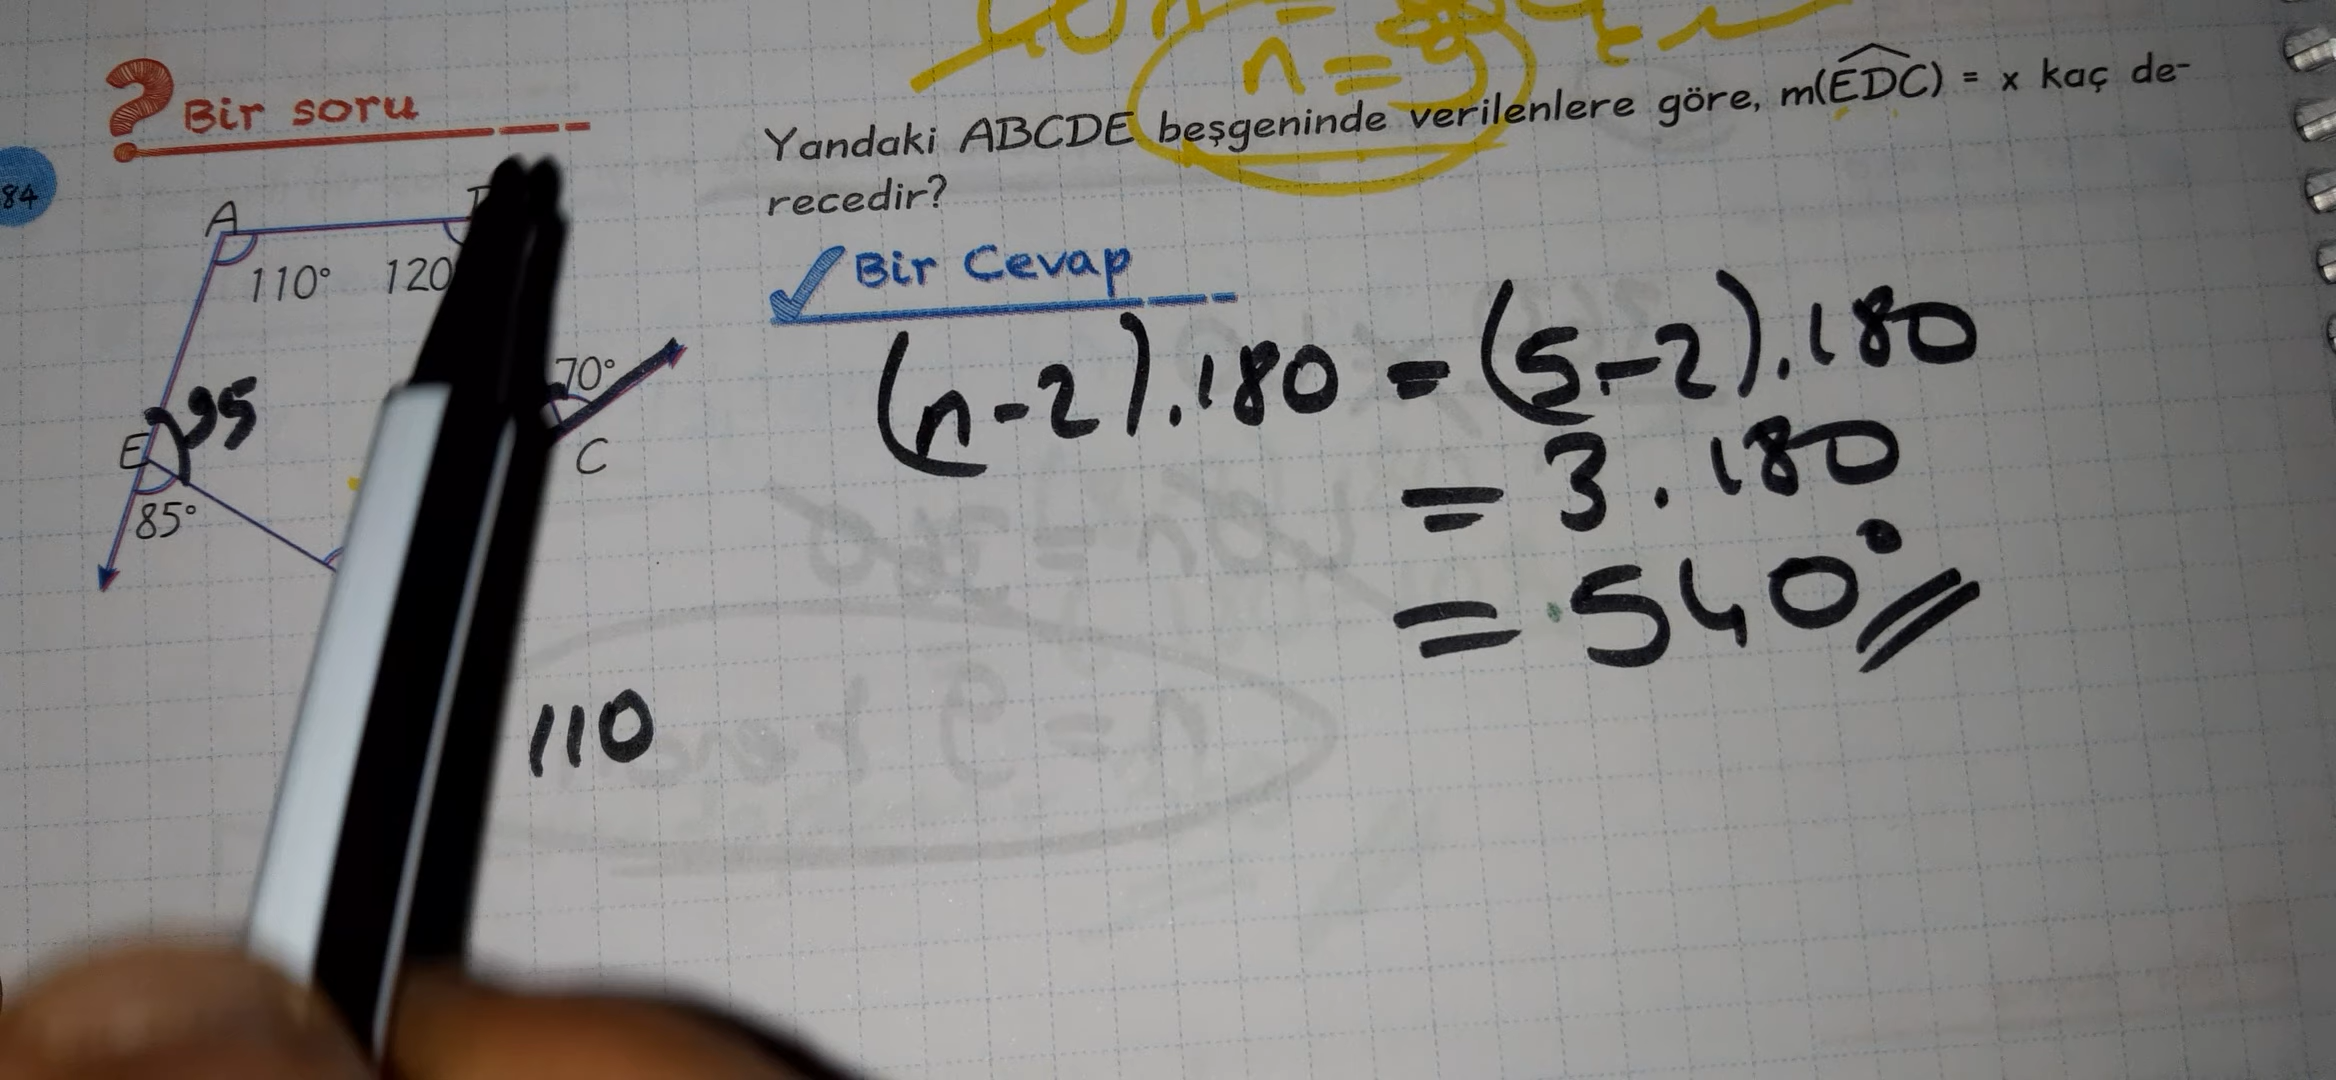 n=9
Bir soru
Yandaki ABCDE beşgeninde verilenlere göre, m(EDC) = x kaç de-
recedir?
84
A
110° 120
70°
E 95
C
85°
Bir Cevap
(n-2).180 = (5-2).180
= 3.180
= 540°
110